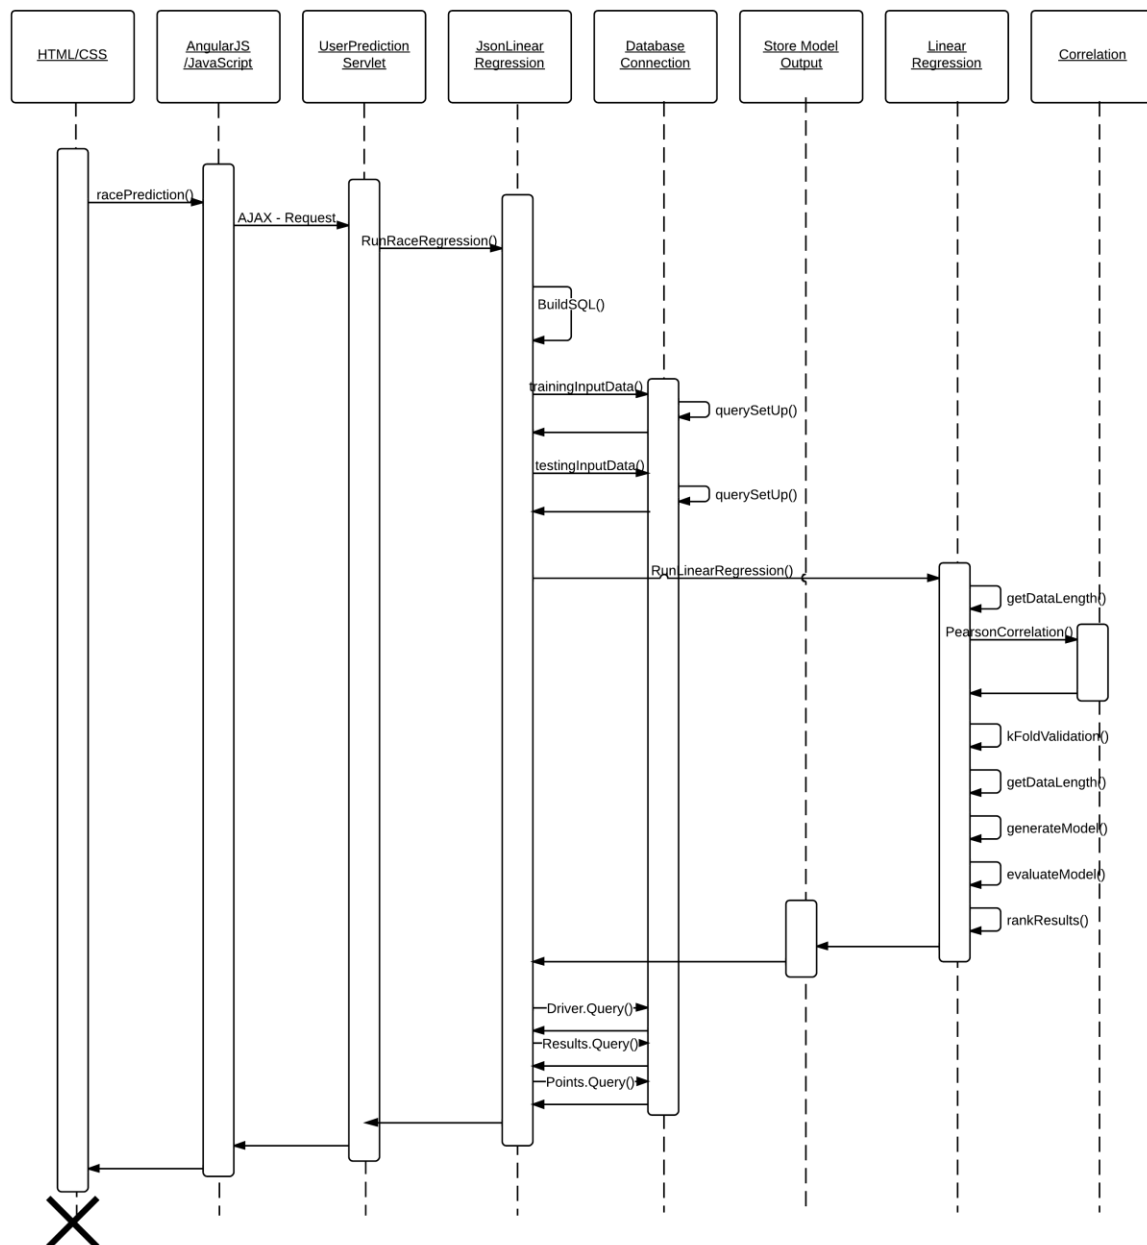 HTML/CSS
AngularJS
/JavaScript
UserPrediction
Servlet
JsonLinear
Regression
Database
Connection
Store Model
Output
Linear
Regression
Correlation
racePrediction()
AJAX - Request
RunRaceRegression()
BuildSQL()
trainingInputData()
querySetUp()
testingInputData()
querySetUp()
RunLinearRegression()
getDataLength()
PearsonCorrelation()
kFoldValidation()
getDataLength()
generateModel()
evaluateModel()
rankResults()
Driver.Query()
Results.Query()
Points.Query()